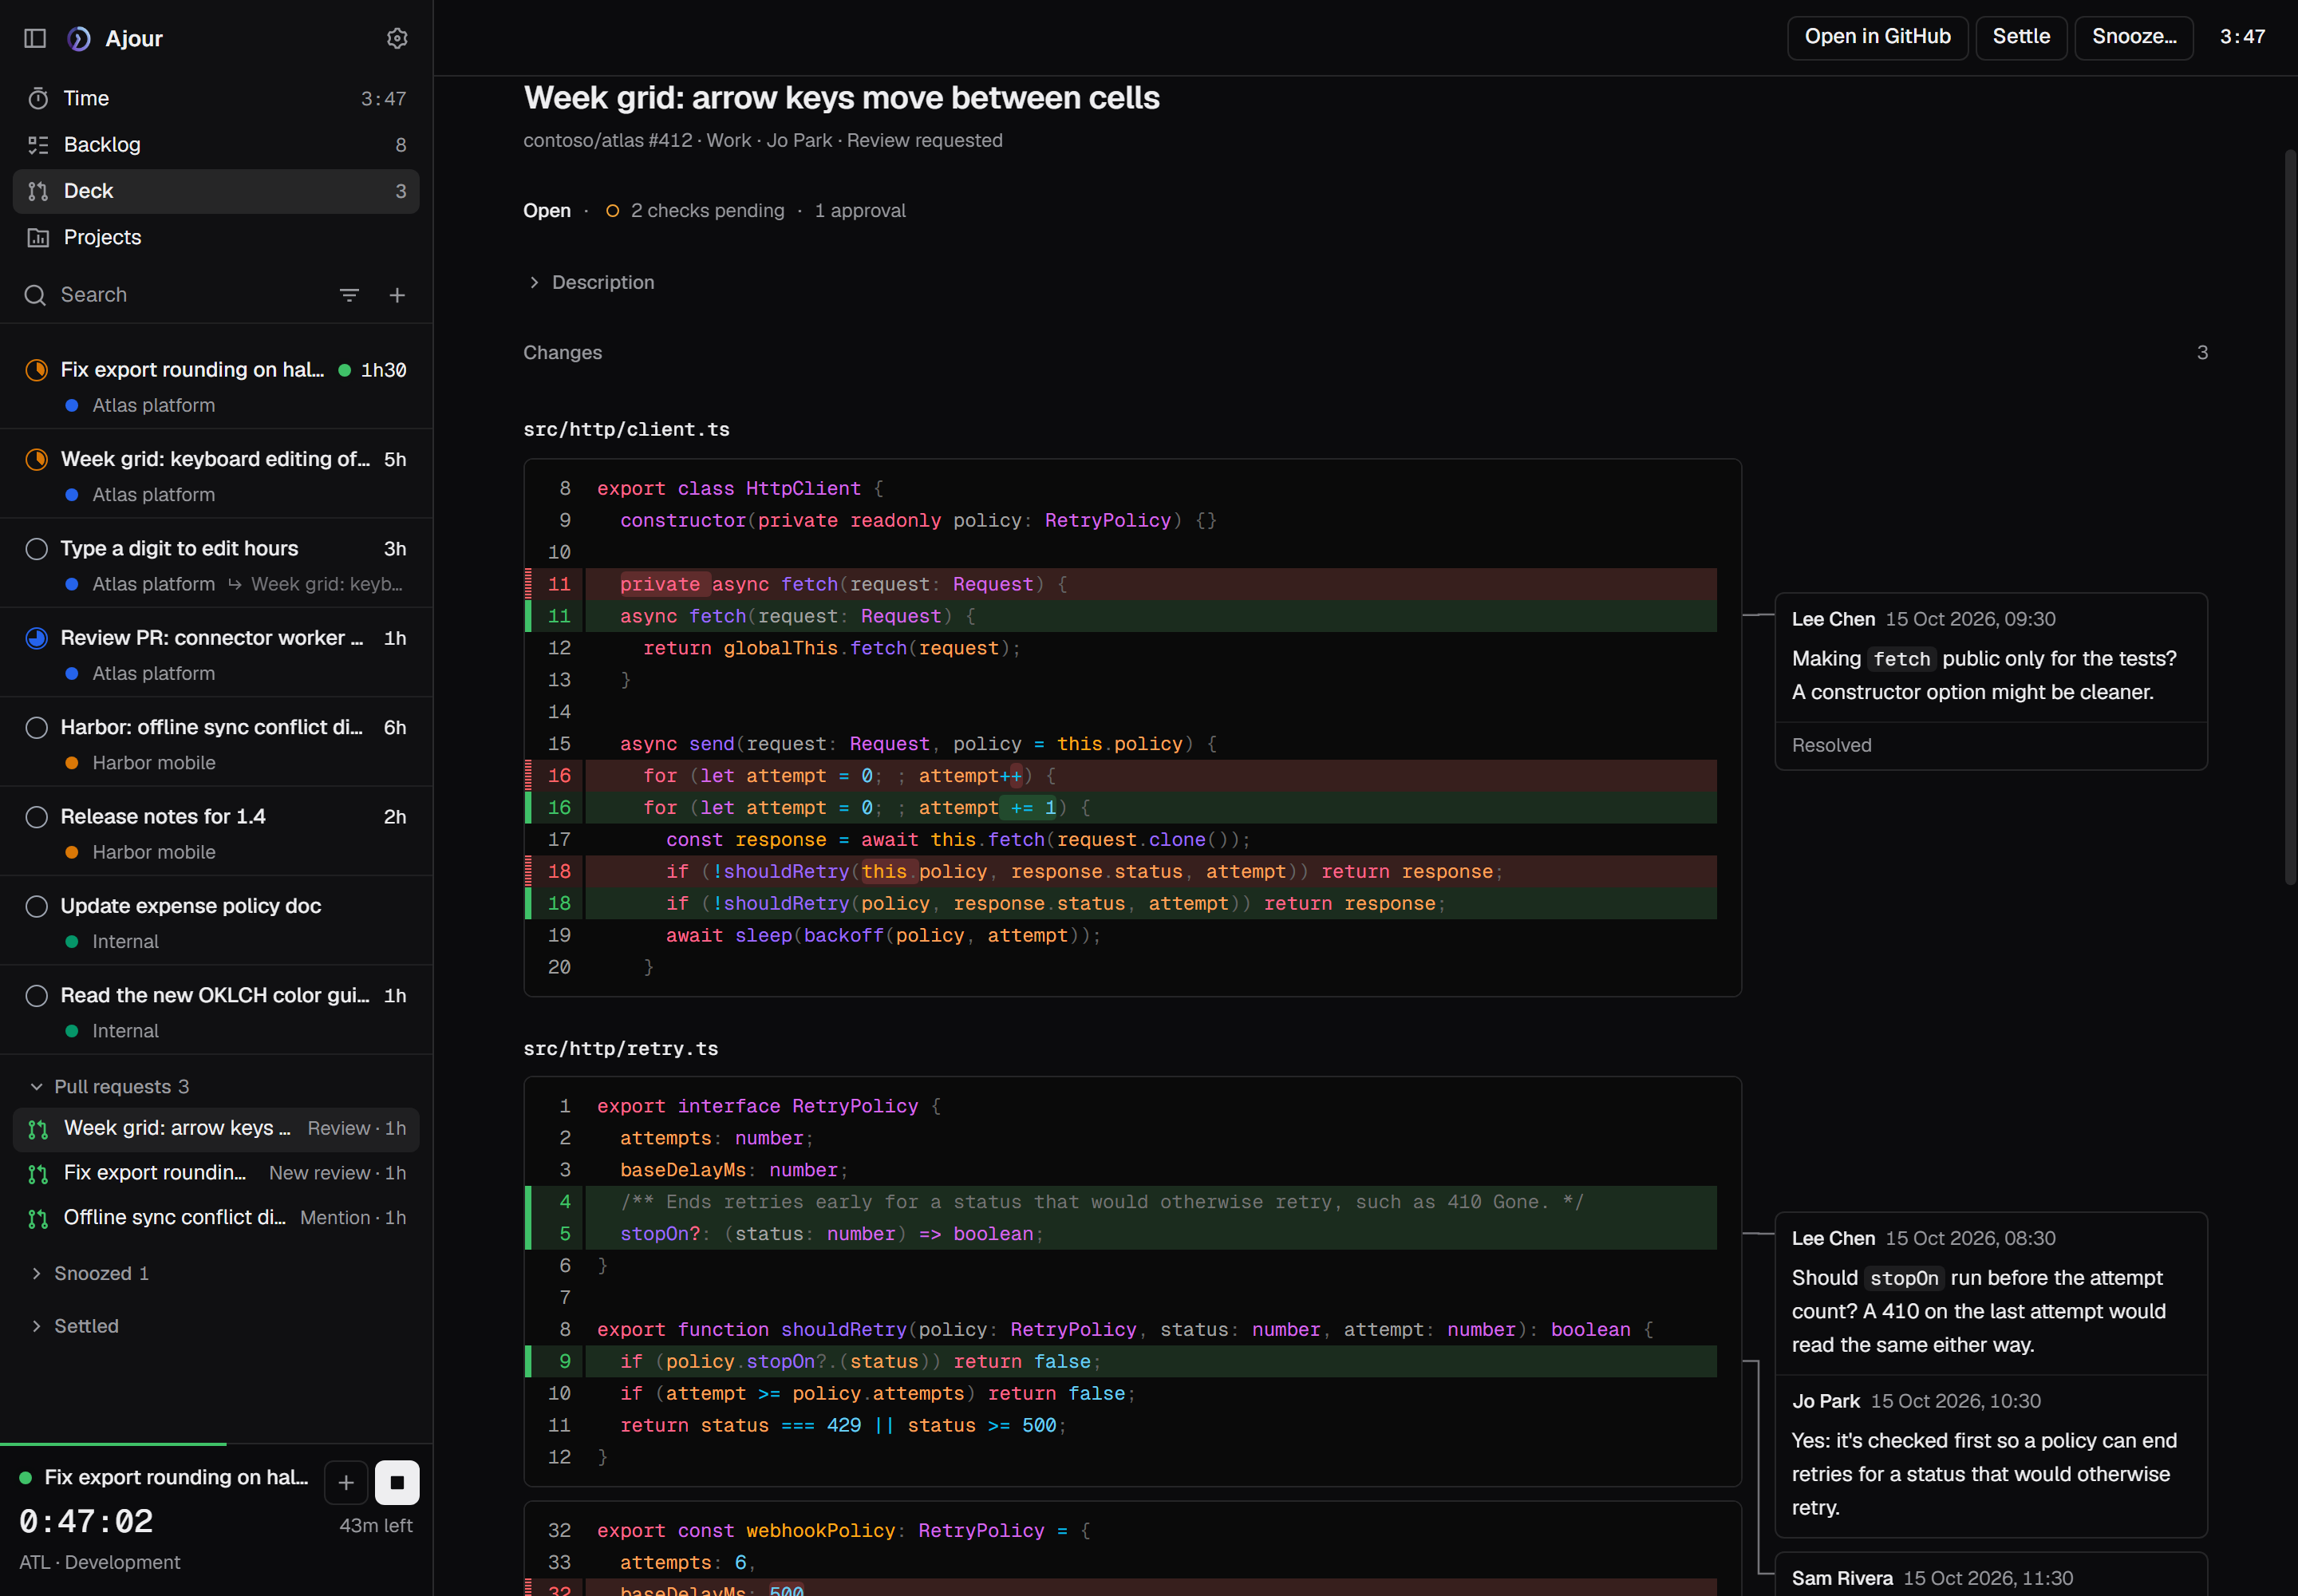 Ajour
Time 3:47
Backlog 8
Deck 3
Projects
Search
Fix export rounding on hal... 1h30
Atlas platform
Week grid: keyboard editing of... 5h
Atlas platform
Type a digit to edit hours 3h
Atlas platform ↳ Week grid: keyb...
Review PR: connector worker ... 1h
Atlas platform
Harbor: offline sync conflict di... 6h
Harbor mobile
Release notes for 1.4 2h
Harbor mobile
Update expense policy doc
Internal
Read the new OKLCH color gui... 1h
Internal
Pull requests 3
Week grid: arrow keys ... Review · 1h
Fix export roundin... New review · 1h
Offline sync conflict di... Mention · 1h
Snoozed 1
Settled
Fix export rounding on hal...
0:47:02 43m left
ATL · Development
Open in GitHub Settle Snooze... 3:47
Week grid: arrow keys move between cells
contoso/atlas #412 · Work · Jo Park · Review requested
Open · 2 checks pending · 1 approval
Description
Changes 3
src/http/client.ts
8 export class HttpClient {
9 constructor(private readonly policy: RetryPolicy) {}
10
11 private async fetch(request: Request) {
11 async fetch(request: Request) {
12 return globalThis.fetch(request);
13 }
14
15 async send(request: Request, policy = this.policy) {
16 for (let attempt = 0; ; attempt++) {
16 for (let attempt = 0; ; attempt += 1) {
17 const response = await this.fetch(request.clone());
18 if (!shouldRetry(this.policy, response.status, attempt)) return response;
18 if (!shouldRetry(policy, response.status, attempt)) return response;
19 await sleep(backoff(policy, attempt));
20 }
Lee Chen 15 Oct 2026, 09:30
Making fetch public only for the tests?
A constructor option might be cleaner.
Resolved
src/http/retry.ts
1 export interface RetryPolicy {
2 attempts: number;
3 baseDelayMs: number;
4 /** Ends retries early for a status that would otherwise retry, such as 410 Gone. */
5 stopOn?: (status: number) => boolean;
6 }
7
8 export function shouldRetry(policy: RetryPolicy, status: number, attempt: number): boolean {
9 if (policy.stopOn?.(status)) return false;
10 if (attempt >= policy.attempts) return false;
11 return status === 429 || status >= 500;
12 }
32 export const webhookPolicy: RetryPolicy = {
33 attempts: 6,
32 baseDelayMs: 500
Lee Chen 15 Oct 2026, 08:30
Should stopOn run before the attempt
count? A 410 on the last attempt would
read the same either way.
Jo Park 15 Oct 2026, 10:30
Yes: it's checked first so a policy can end
retries for a status that would otherwise
retry.
Sam Rivera 15 Oct 2026, 11:30